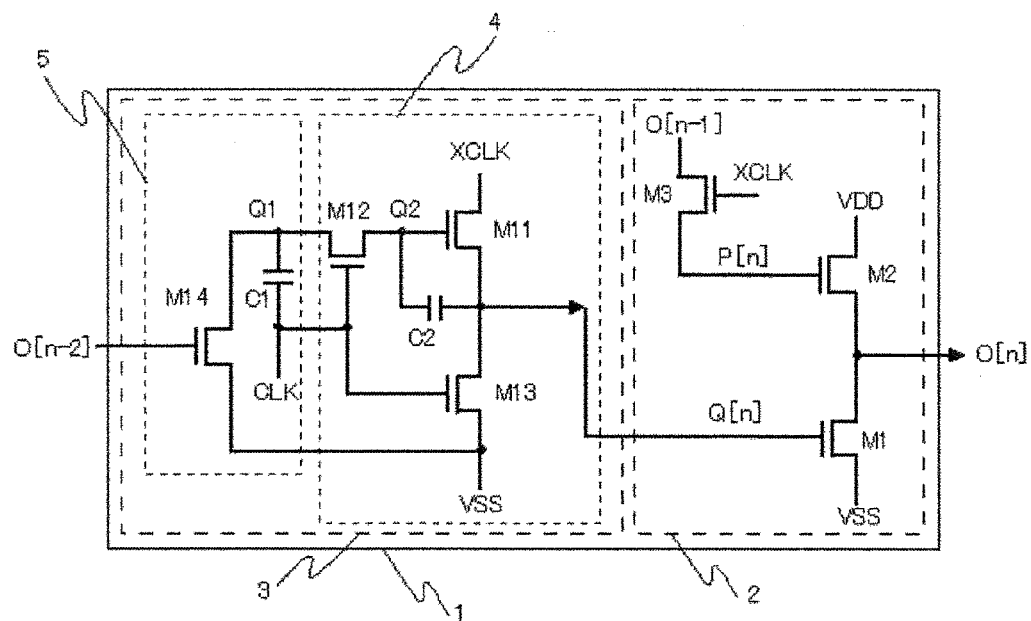 4
5
O[n-1]
XCLK
XCLK
M3
VDD
Q1
M12
Q2
M11
P[n]
M2
M14
C1
C2
O[n-2]
O[n]
CLK
M13
Q[n]
M1
VSS
VSS
3
1
2